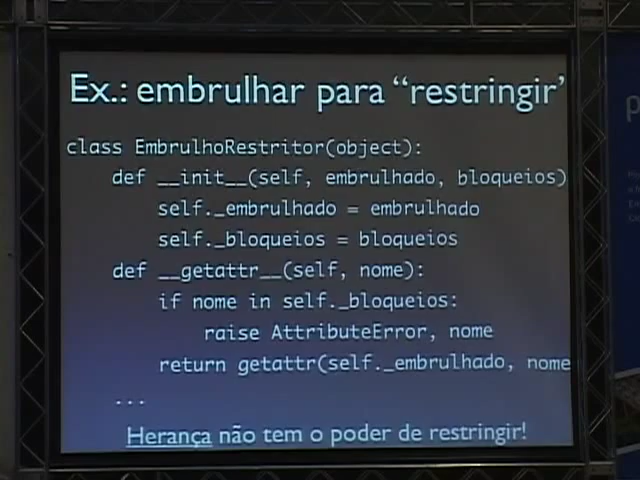 Ex.: embrulhar para “restringir’
class EmbrulhoRestritor(object):
def __init__(self, embrulhado, bloqueios)
self._embrulhado = embrulhado
self._bloqueios = bloqueios
def __getattr__(self, nome):
if nome in self._bloqueios:
raise AttributeError, nome
return getattr(self._embrulhado, nome
...
Herança não tem o poder de restringir!